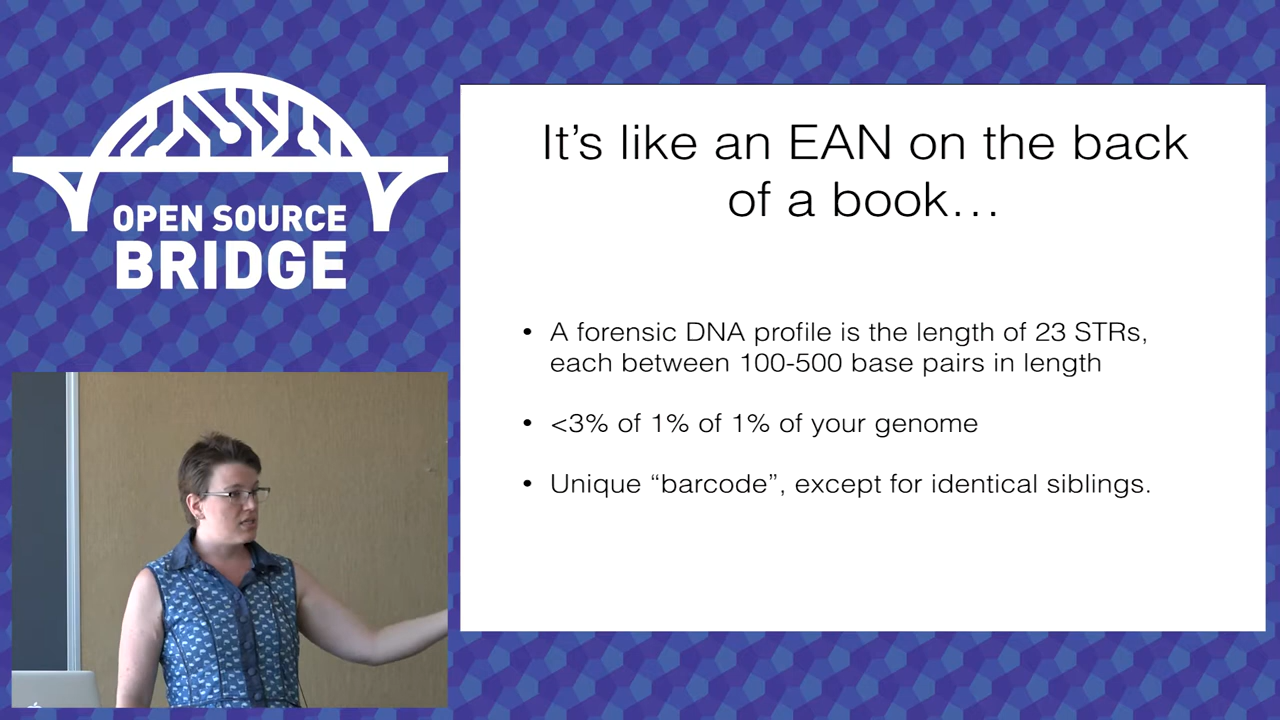 OPEN SOURCE
BRIDGE
It’s like an EAN on the back
of a book…
• A forensic DNA profile is the length of 23 STRs,
each between 100-500 base pairs in length
• <3% of 1% of 1% of your genome
• Unique “barcode”, except for identical siblings.